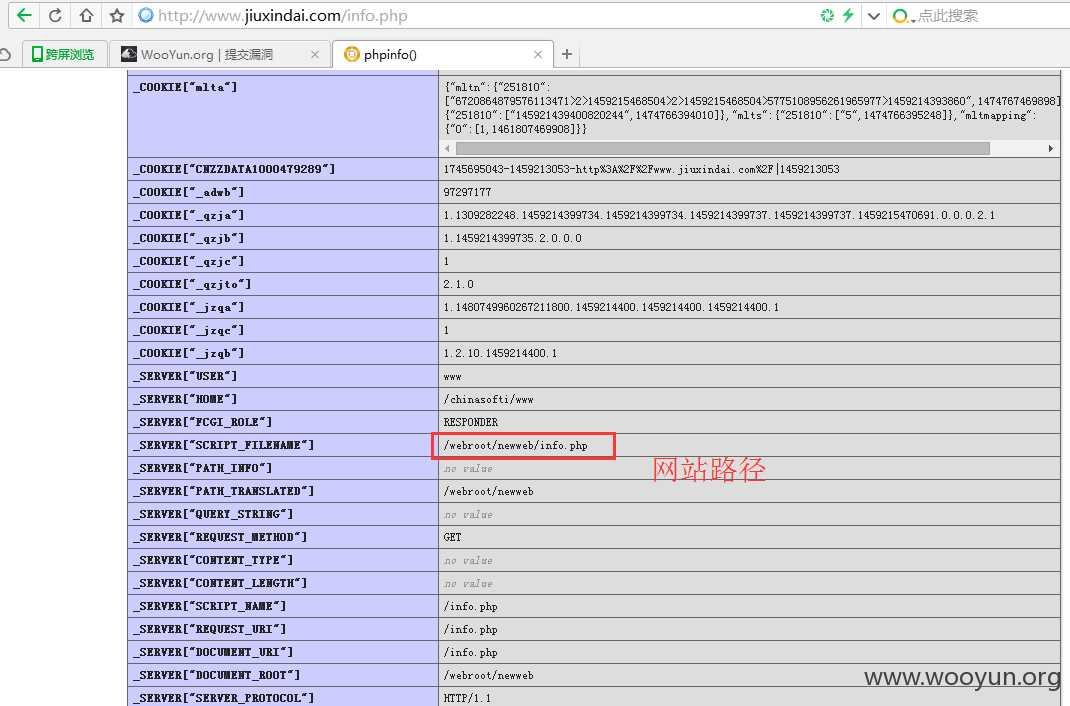 http://www.jiuxindai.com/info.php
点此搜索
跨屏浏览
WooYun.org | 提交漏洞
phpinfo()
_COOKIE["mlta"]
{"mltn":{"251810":
["6720864879576113471>2>1459215468504>2>1459215468504>5775108956261965977>1459214393860",1474767469898]
{"251810":["1459214394008202​44",1474766394010]},"mlts":{"251810":["5",1474766395248]},"mltmapping":
{"0":[1,1461807469908]}}
_COOKIE["CNZZDATA1000479289"]
1745695043-1459213053-http%3A%2F%2Fwww.jiuxindai.com%2F|1459213053
_COOKIE["_adwb"]
97297177
_COOKIE["_qzja"]
1.1309282248.1459214399734.1459214399734.1459214399737.1459214399737.1459215470691.0.0.0.2.1
_COOKIE["_qzjb"]
1.1459214399735.2.0.0.0
_COOKIE["_qzjc"]
1
_COOKIE["_qzjto"]
2.1.0
_COOKIE["_jzqa"]
1.1480749960267211800.1459214400.1459214400.1459214400.1
_COOKIE["_jzqc"]
1
_COOKIE["_jzqb"]
1.2.10.1459214400.1
_SERVER["USER"]
www
_SERVER["HOME"]
/chinasofti/www
_SERVER["FCGI_ROLE"]
RESPONDER
_SERVER["SCRIPT_FILENAME"]
/webroot/newweb/info.php
网站路径
_SERVER["PATH_INFO"]
no value
_SERVER["PATH_TRANSLATED"]
/webroot/newweb
_SERVER["QUERY_STRING"]
no value
_SERVER["REQUEST_METHOD"]
GET
_SERVER["CONTENT_TYPE"]
no value
_SERVER["CONTENT_LENGTH"]
no value
_SERVER["SCRIPT_NAME"]
/info.php
_SERVER["REQUEST_URI"]
/info.php
_SERVER["DOCUMENT_URI"]
/info.php
_SERVER["DOCUMENT_ROOT"]
/webroot/newweb
_SERVER["SERVER_PROTOCOL"]
HTTP/1.1
www.wooyun.org